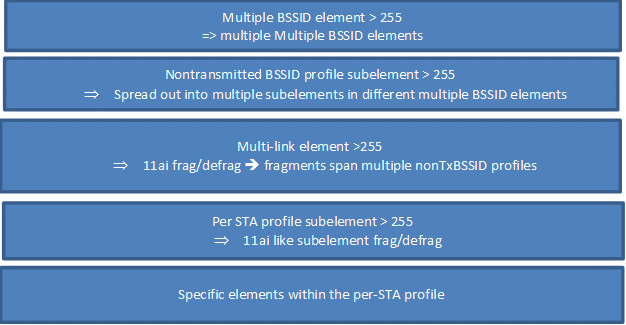 Multiple BSSID element > 255
=> multiple Multiple BSSID elements
Nontransmitted BSSID profile subelement > 255
⇒ Spread out into multiple subelements in different multiple BSSID elements
Multi-link element >255
⇒ 11ai frag/defrag 🡺 fragments span multiple nonTxBSSID profiles
Per STA profile subelement > 255
⇒ 11ai like subelement frag/defrag
Specific elements within the per-STA profile